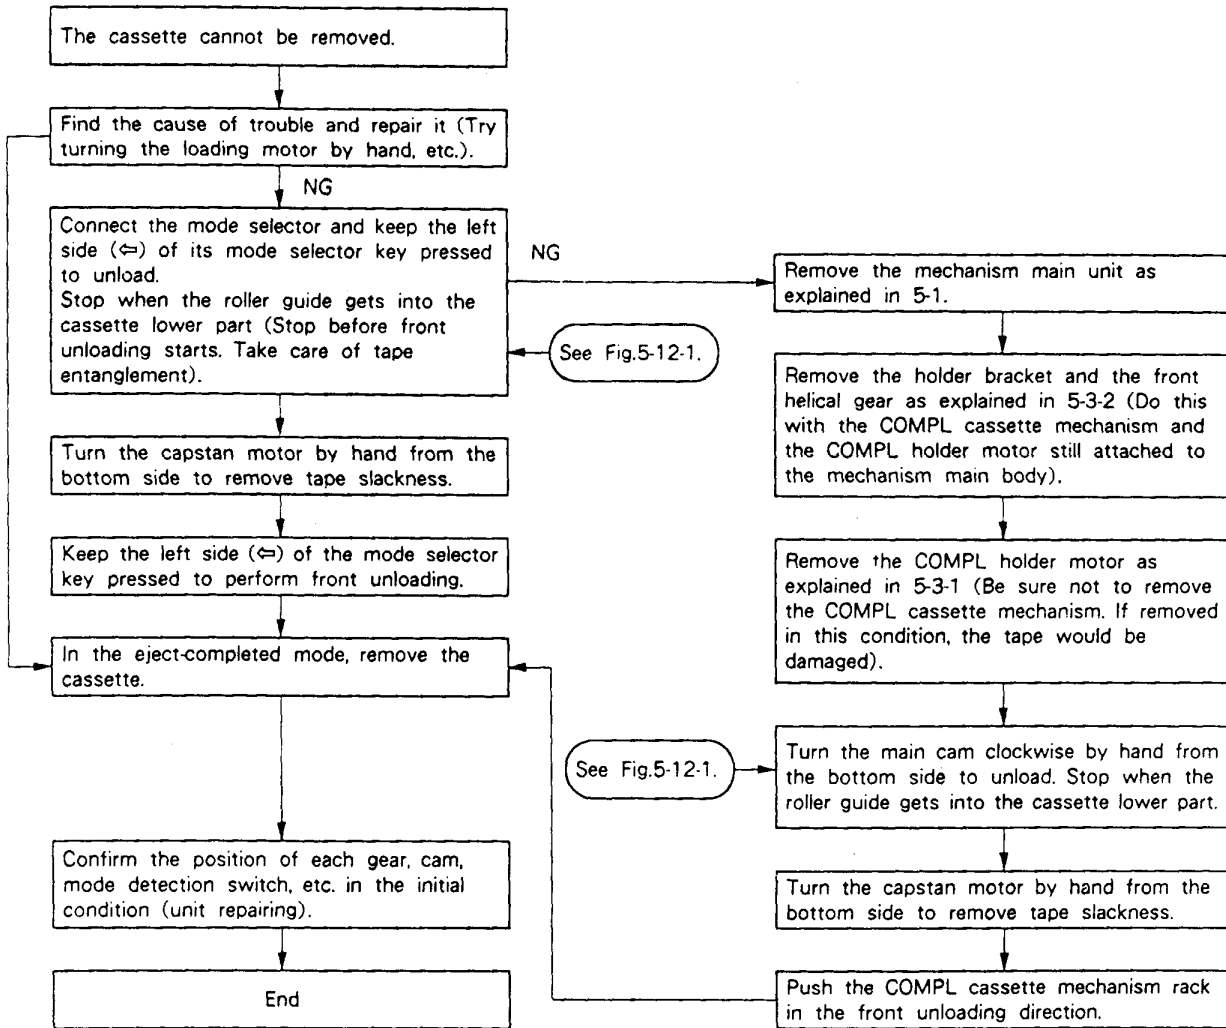 The cassette cannot be removed.
Find the cause of trouble and repair it (Try
turning the loading motor by hand, etc.).
NG
Connect the mode selector and keep the left
side (⇦) of its mode selector key pressed
to unload.
Stop when the roller guide gets into the
cassette lower part (Stop before front
unloading starts. Take care of tape
entanglement).
NG
See Fig.5-12-1.
Turn the capstan motor by hand from the
bottom side to remove tape slackness.
Keep the left side (⇦) of the mode selector
key pressed to perform front unloading.
In the eject-completed mode, remove the
cassette.
Confirm the position of each gear, cam,
mode detection switch, etc. in the initial
condition (unit repairing).
End
Remove the mechanism main unit as
explained in 5-1.
Remove the holder bracket and the front
helical gear as explained in 5-3-2 (Do this
with the COMPL cassette mechanism and
the COMPL holder motor still attached to
the mechanism main body).
Remove the COMPL holder motor as
explained in 5-3-1 (Be sure not to remove
the COMPL cassette mechanism. If removed
in this condition, the tape would be
damaged).
See Fig.5-12-1.
Turn the main cam clockwise by hand from
the bottom side to unload. Stop when the
roller guide gets into the cassette lower part.
Turn the capstan motor by hand from the
bottom side to remove tape slackness.
Push the COMPL cassette mechanism rack
in the front unloading direction.